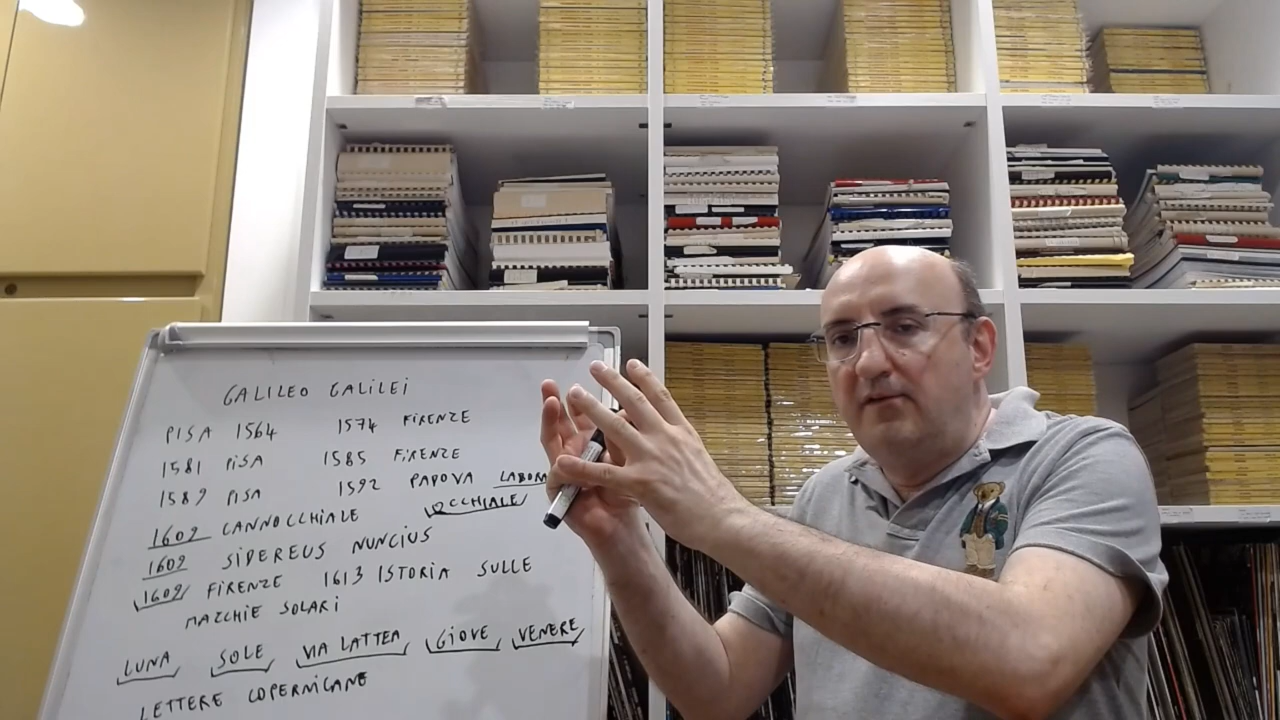 GALILEO GALILEI
PISA 1564 1574 FIRENZE
1581 PISA 1585 FIRENZE
1589 PISA 1592 PADOVA LABOR
OCCHIALE
1609 CANNOCCHIALE
1609 SIDEREUS NUNCIUS
1609 FIRENZE 1613 ISTORIA SULLE
MACCHIE SOLARI
LUNA SOLE VIA LATTEA GIOVE VENERE
LETTERE COPERNICANE